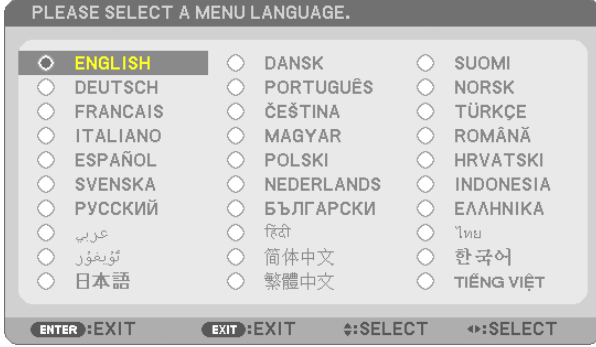 PLEASE SELECT A MENU LANGUAGE.
ENGLISH DANSK SUOMI
DEUTSCH PORTUGUÊS NORSK
FRANCAIS ČEŠTINA TÜRKÇE
ITALIANO MAGYAR ROMÂNĂ
ESPAÑOL POLSKI HRVATSKI
SVENSKA NEDERLANDS INDONESIA
РУССКИЙ БЪЛГАРСКИ ΕΛΛΗΝΙΚΑ
عربي हिंदी ไทย
ئۇيغۇر 简体中文 한국어
日本語 繁體中文 TIẾNG VIỆT
ENTER :EXIT EXIT :EXIT :SELECT :SELECT